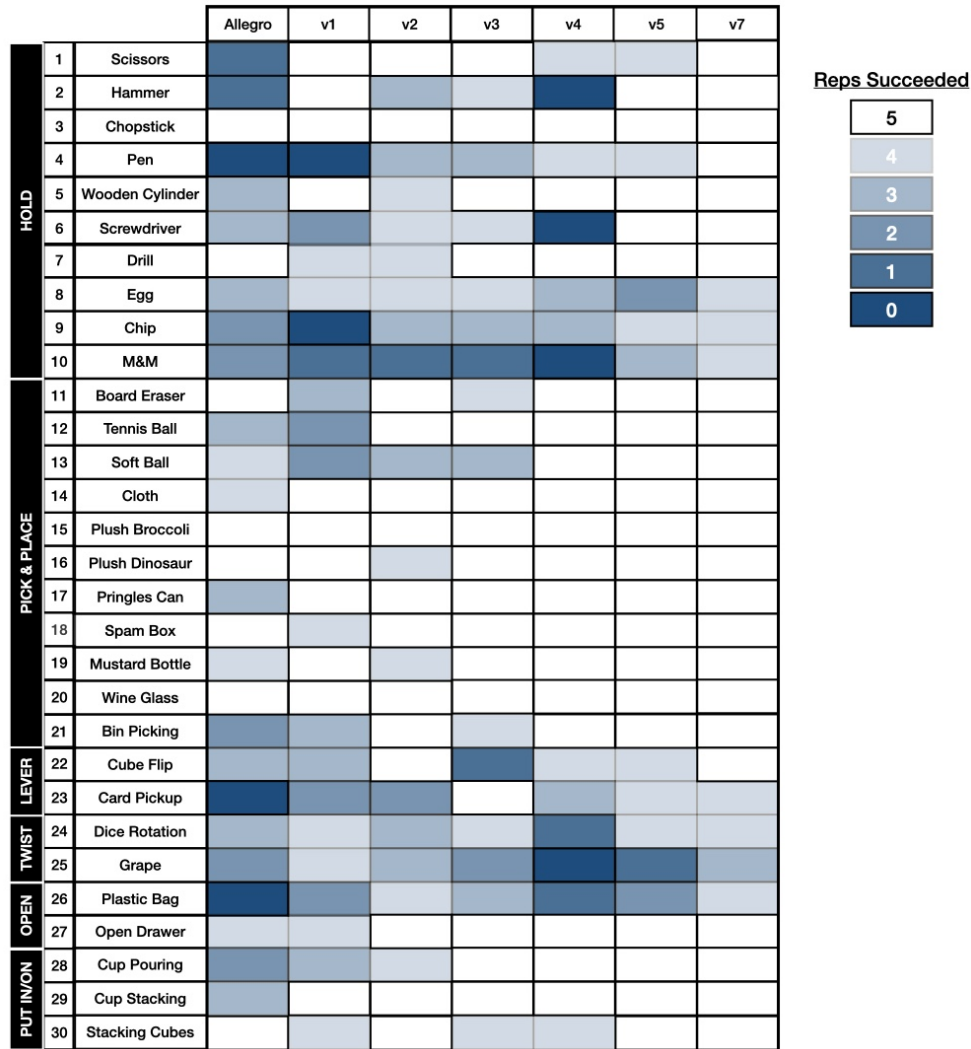 Allegro v1 v2 v3 v4 v5 v7
HOLD
1 Scissors
2 Hammer
3 Chopstick
4 Pen
5 Wooden Cylinder
6 Screwdriver
7 Drill
8 Egg
9 Chip
10 M&M
PICK & PLACE
11 Board Eraser
12 Tennis Ball
13 Soft Ball
14 Cloth
15 Plush Broccoli
16 Plush Dinosaur
17 Pringles Can
18 Spam Box
19 Mustard Bottle
20 Wine Glass
21 Bin Picking
LEVER
22 Cube Flip
23 Card Pickup
TWIST
24 Dice Rotation
25 Grape
OPEN
26 Plastic Bag
27 Open Drawer
PUT IN/ON
28 Cup Pouring
29 Cup Stacking
30 Stacking Cubes
Reps Succeeded
5
4
3
2
1
0